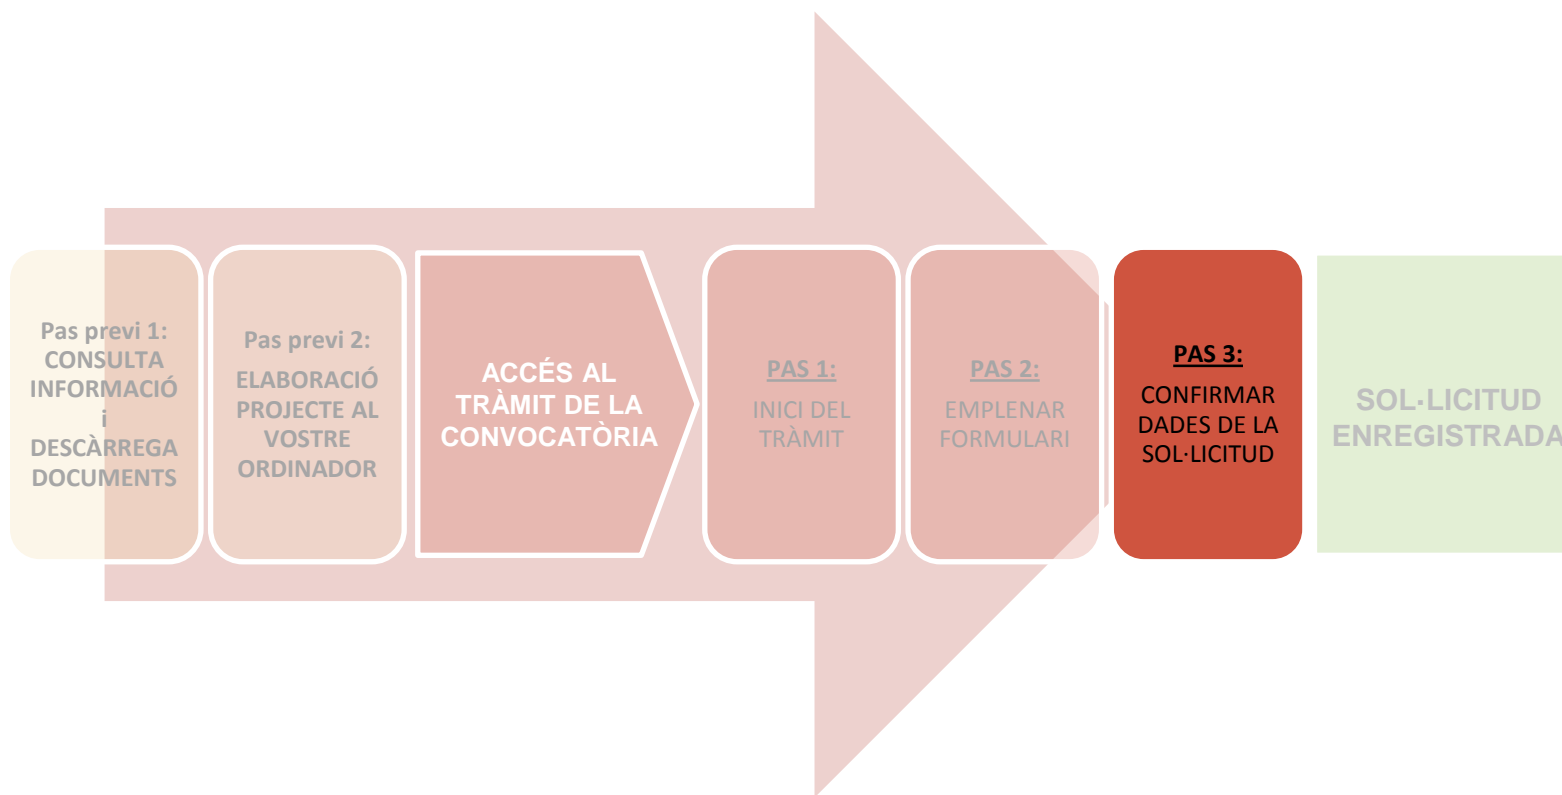 Pas previ 1:
CONSULTA
INFORMACIÓ
i
DESCÀRREGA
DOCUMENTS
Pas previ 2:
ELABORACIÓ
PROJECTE AL
VOSTRE
ORDINADOR
ACCÉS AL
TRÀMIT DE LA
CONVOCATÒRIA
PAS 1:
INICI DEL
TRÀMIT
PAS 2:
EMPLENAR
FORMULARI
PAS 3:
CONFIRMAR
DADES DE LA
SOL·LICITUD
SOL·LICITUD
ENREGISTRADA